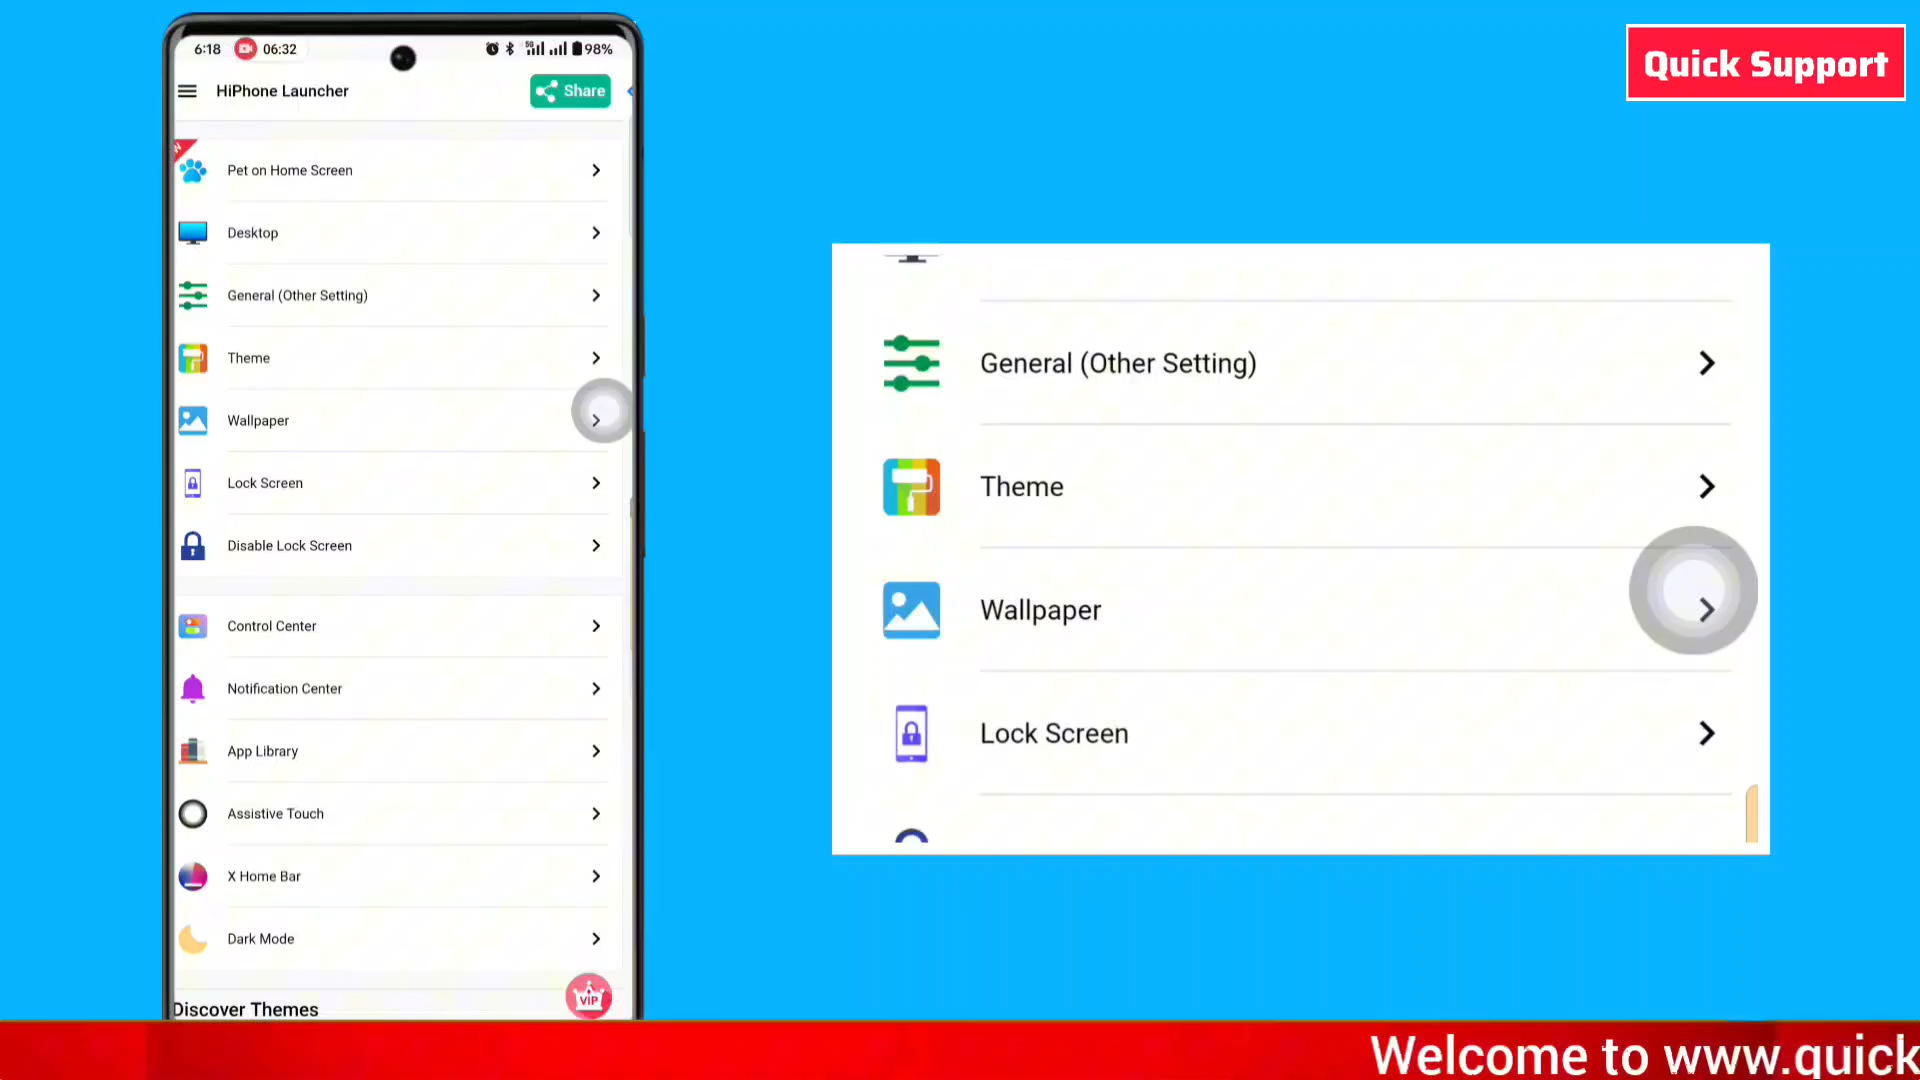 Quick Support
6:18 06:32 5G 98%
HiPhone Launcher Share
Pet on Home Screen
Desktop
General (Other Setting)
Theme
Wallpaper
Lock Screen
Disable Lock Screen
Control Center
Notification Center
App Library
Assistive Touch
X Home Bar
Dark Mode
Discover Themes
VIP
General (Other Setting)
Theme
Wallpaper
Lock Screen
Welcome to www.quick